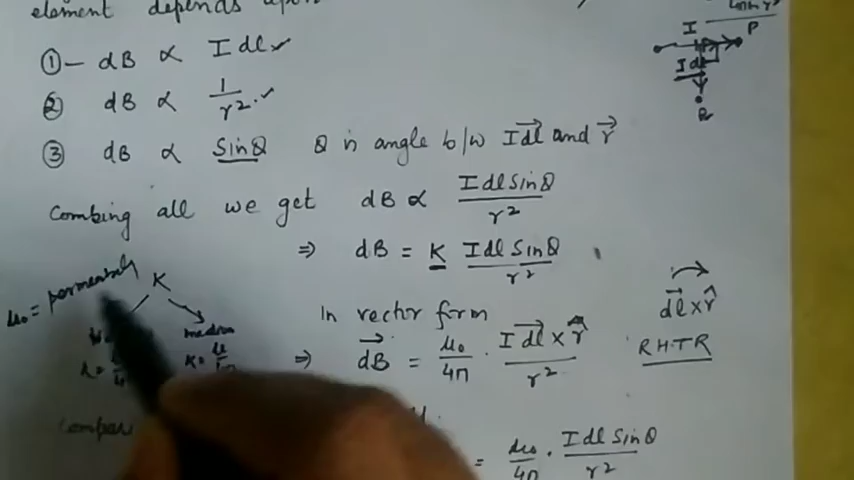 element depends upon
① – dB ∝ I dl ✓
② dB ∝ 1/r² ✓
③ dB ∝ Sinθ θ is angle b/w I dl⃗ and r⃗
Combing all we get dB ∝ I dl Sinθ / r²
⇒ dB = K I dl Sinθ / r²
μ₀ = permeability
K
medium
K = μ/4π
In vector form
⇒ dB⃗ = μ₀/4π · I dl⃗ × r̂ / r²
dl⃗ × r̂
R.H.T.R
= μ₀/4π · I dl Sinθ / r²
I
P
I dl